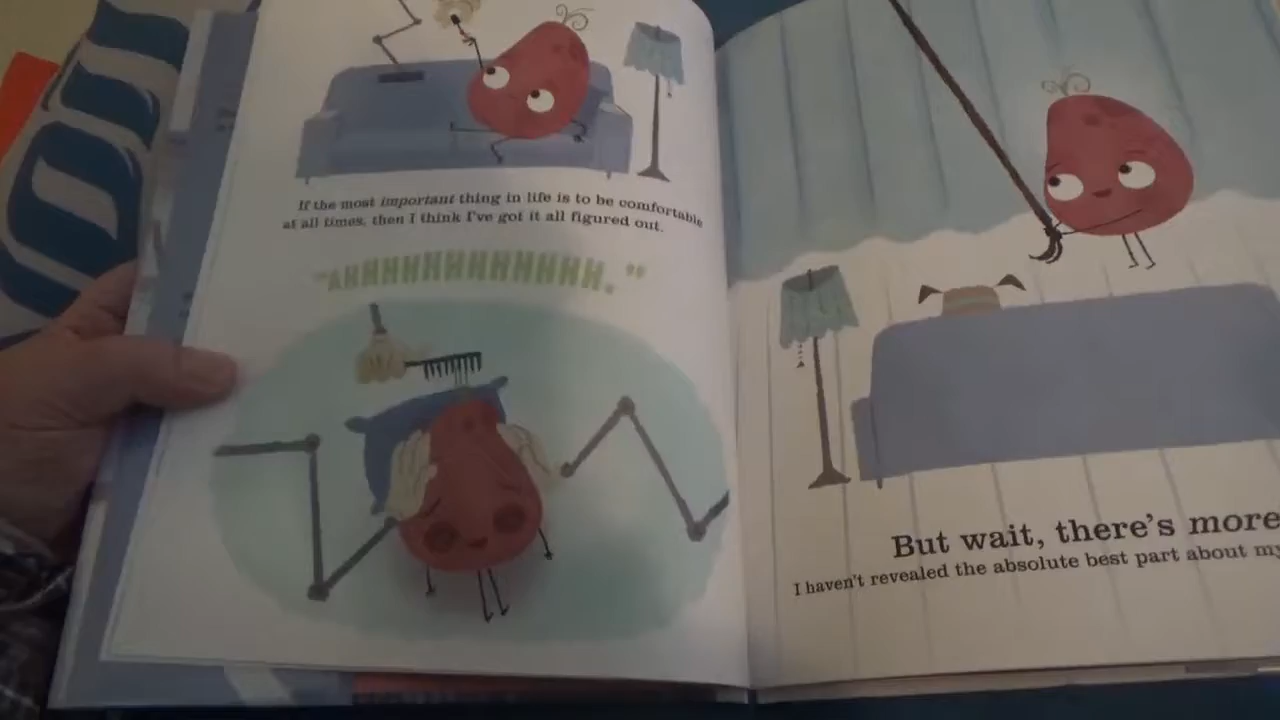 If the most important thing in life is to be comfortable
at all times, then I think I've got it all figured out.
"AHHHHHHHHHHHHH."
But wait, there's more
I haven't revealed the absolute best part about my